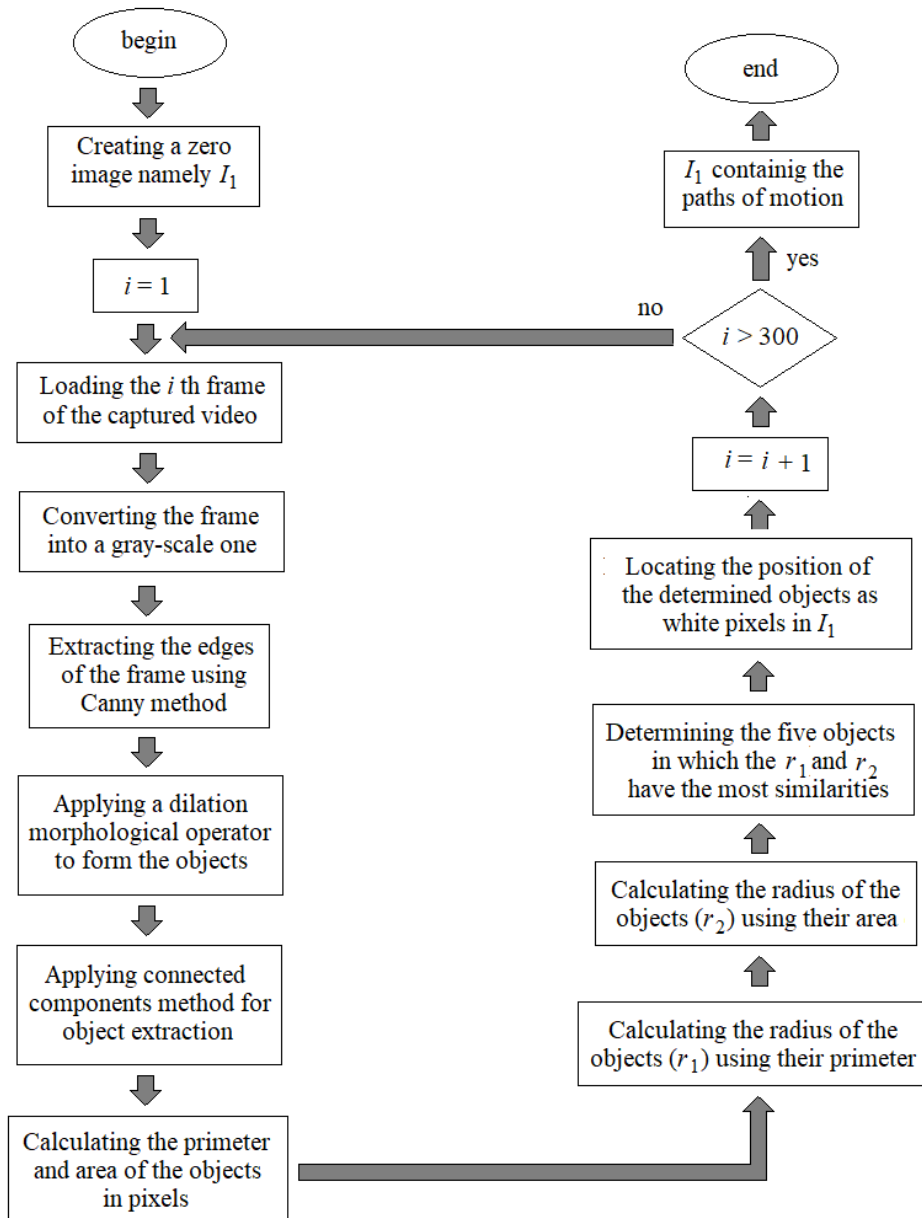 begin
Creating a zero
image namely I₁
i = 1
Loading the i th frame
of the captured video
Converting the frame
into a gray-scale one
Extracting the edges
of the frame using
Canny method
Applying a dilation
morphological operator
to form the objects
Applying connected
components method for
object extraction
Calculating the primeter
and area of the objects
in pixels
Calculating the radius of the
objects (r₁) using their primeter
Calculating the radius of the
objects (r₂) using their area
Determining the five objects
in which the r₁ and r₂
have the most similarities
Locating the position of
the determined objects as
white pixels in I₁
i = i + 1
i > 300
no
yes
I₁ containig the
paths of motion
end